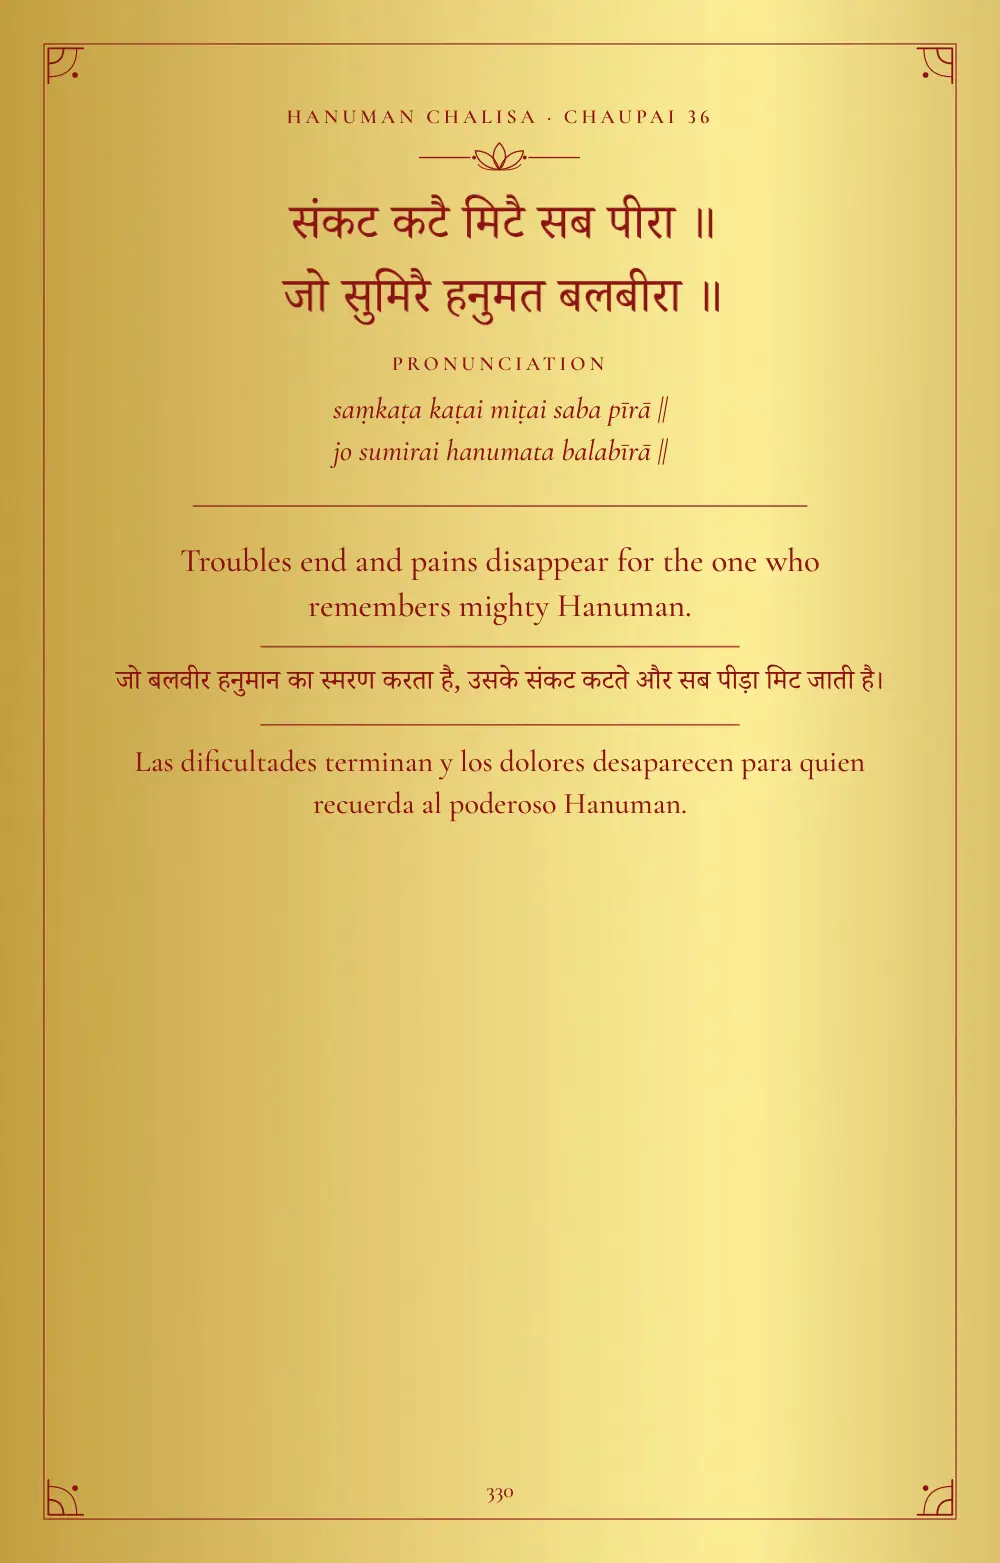 HANUMAN CHALISA · CHAUPAI 36
संकट कटै मिटै सब पीरा ॥
जो सुमिरै हनुमत बलबीरा ॥
PRONUNCIATION
saṃkaṭa kaṭai miṭai saba pīrā ||
jo sumirai hanumata balabīrā ||
Troubles end and pains disappear for the one who
remembers mighty Hanuman.
जो बलवीर हनुमान का स्मरण करता है, उसके संकट कटते और सब पीड़ा मिट जाती है।
Las dificultades terminan y los dolores desaparecen para quien
recuerda al poderoso Hanuman.
330